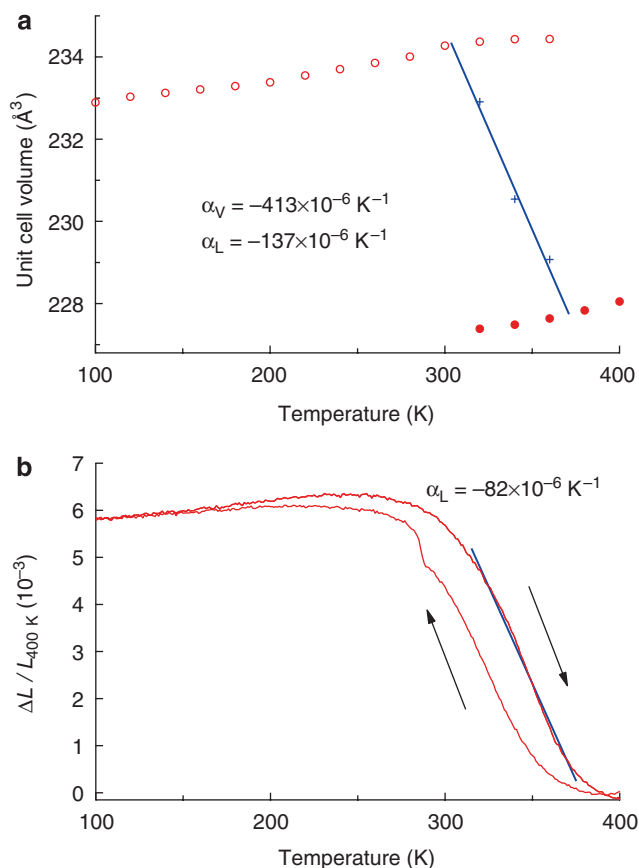 a
234
232
230
228
Unit cell volume (Å³)
αV = –413×10⁻⁶ K⁻¹
αL = –137×10⁻⁶ K⁻¹
100 200 300 400
Temperature (K)
b
7
6
5
4
3
2
1
0
ΔL / L400 K (10⁻³)
αL = –82×10⁻⁶ K⁻¹
100 200 300 400
Temperature (K)